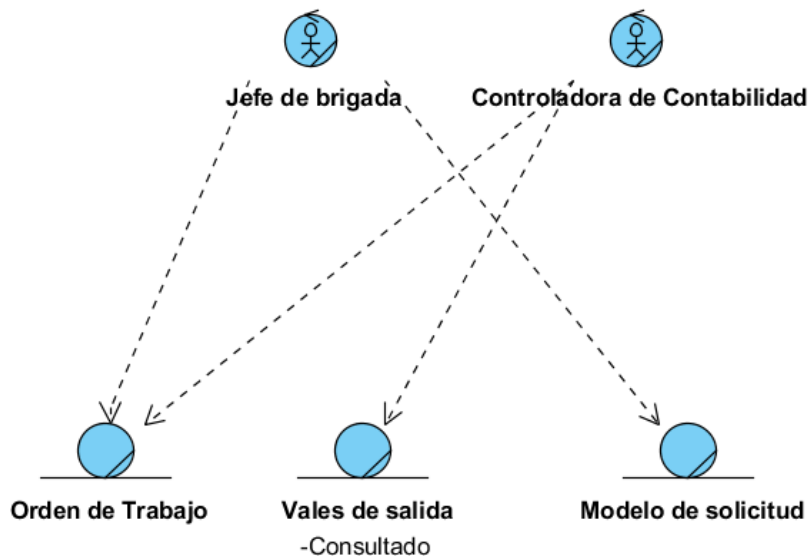 Jefe de brigada
Controladora de Contabilidad
Orden de Trabajo
Vales de salida
-Consultado
Modelo de solicitud